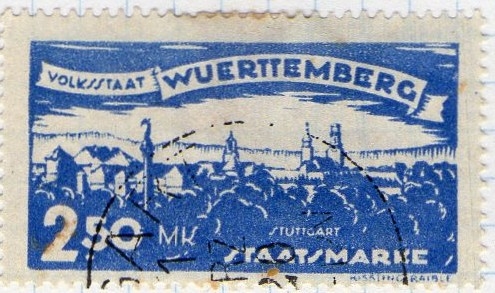 VOLKSSTAAT WUERTTEMBERG
2 50 MK STUTTGART
STAATSMARKE